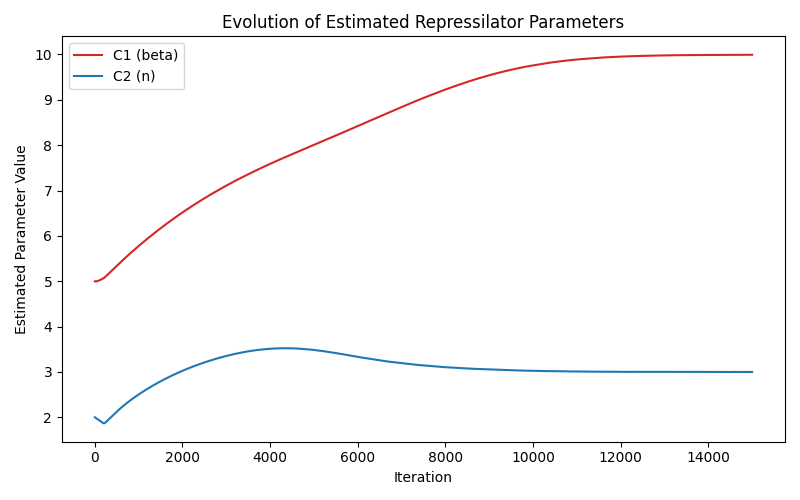 Evolution of Estimated Repressilator Parameters
C1 (beta)
C2 (n)
Estimated Parameter Value
10
9
8
7
6
5
4
3
2
0 2000 4000 6000 8000 10000 12000 14000
Iteration